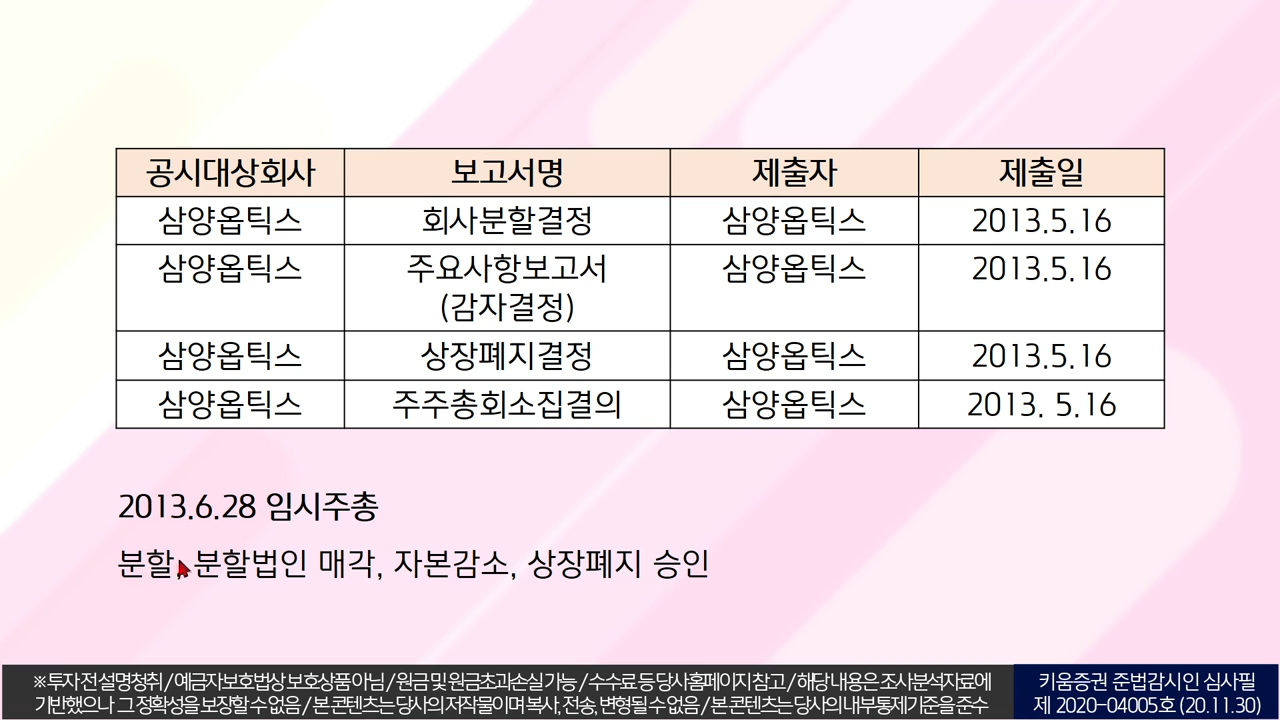 공시대상회사 보고서명 제출자 제출일
삼양옵틱스 회사분할결정 삼양옵틱스 2013.5.16
삼양옵틱스 주요사항보고서 삼양옵틱스 2013.5.16
(감자결정)
삼양옵틱스 상장폐지결정 삼양옵틱스 2013.5.16
삼양옵틱스 주주총회소집결의 삼양옵틱스 2013. 5.16
2013.6.28 임시주총
분할, 분할법인 매각, 자본감소, 상장폐지 승인
※ 투자 전 설명청취 / 예금자보호법상 보호상품 아님 / 원금 및 원금초과손실 가능 / 수수료 등 당사홈페이지 참고 / 해당 내용은 조사분석자료에
기반했으나 그 정확성을 보장할 수 없음 / 본 콘텐츠는 당사의 저작물이며 복사, 전송, 변형될 수 없음 / 본 콘텐츠는 당사의 내부통제기준을 준수
키움증권 준법감시인 심사필
제 2020-04005호 (20.11.30)